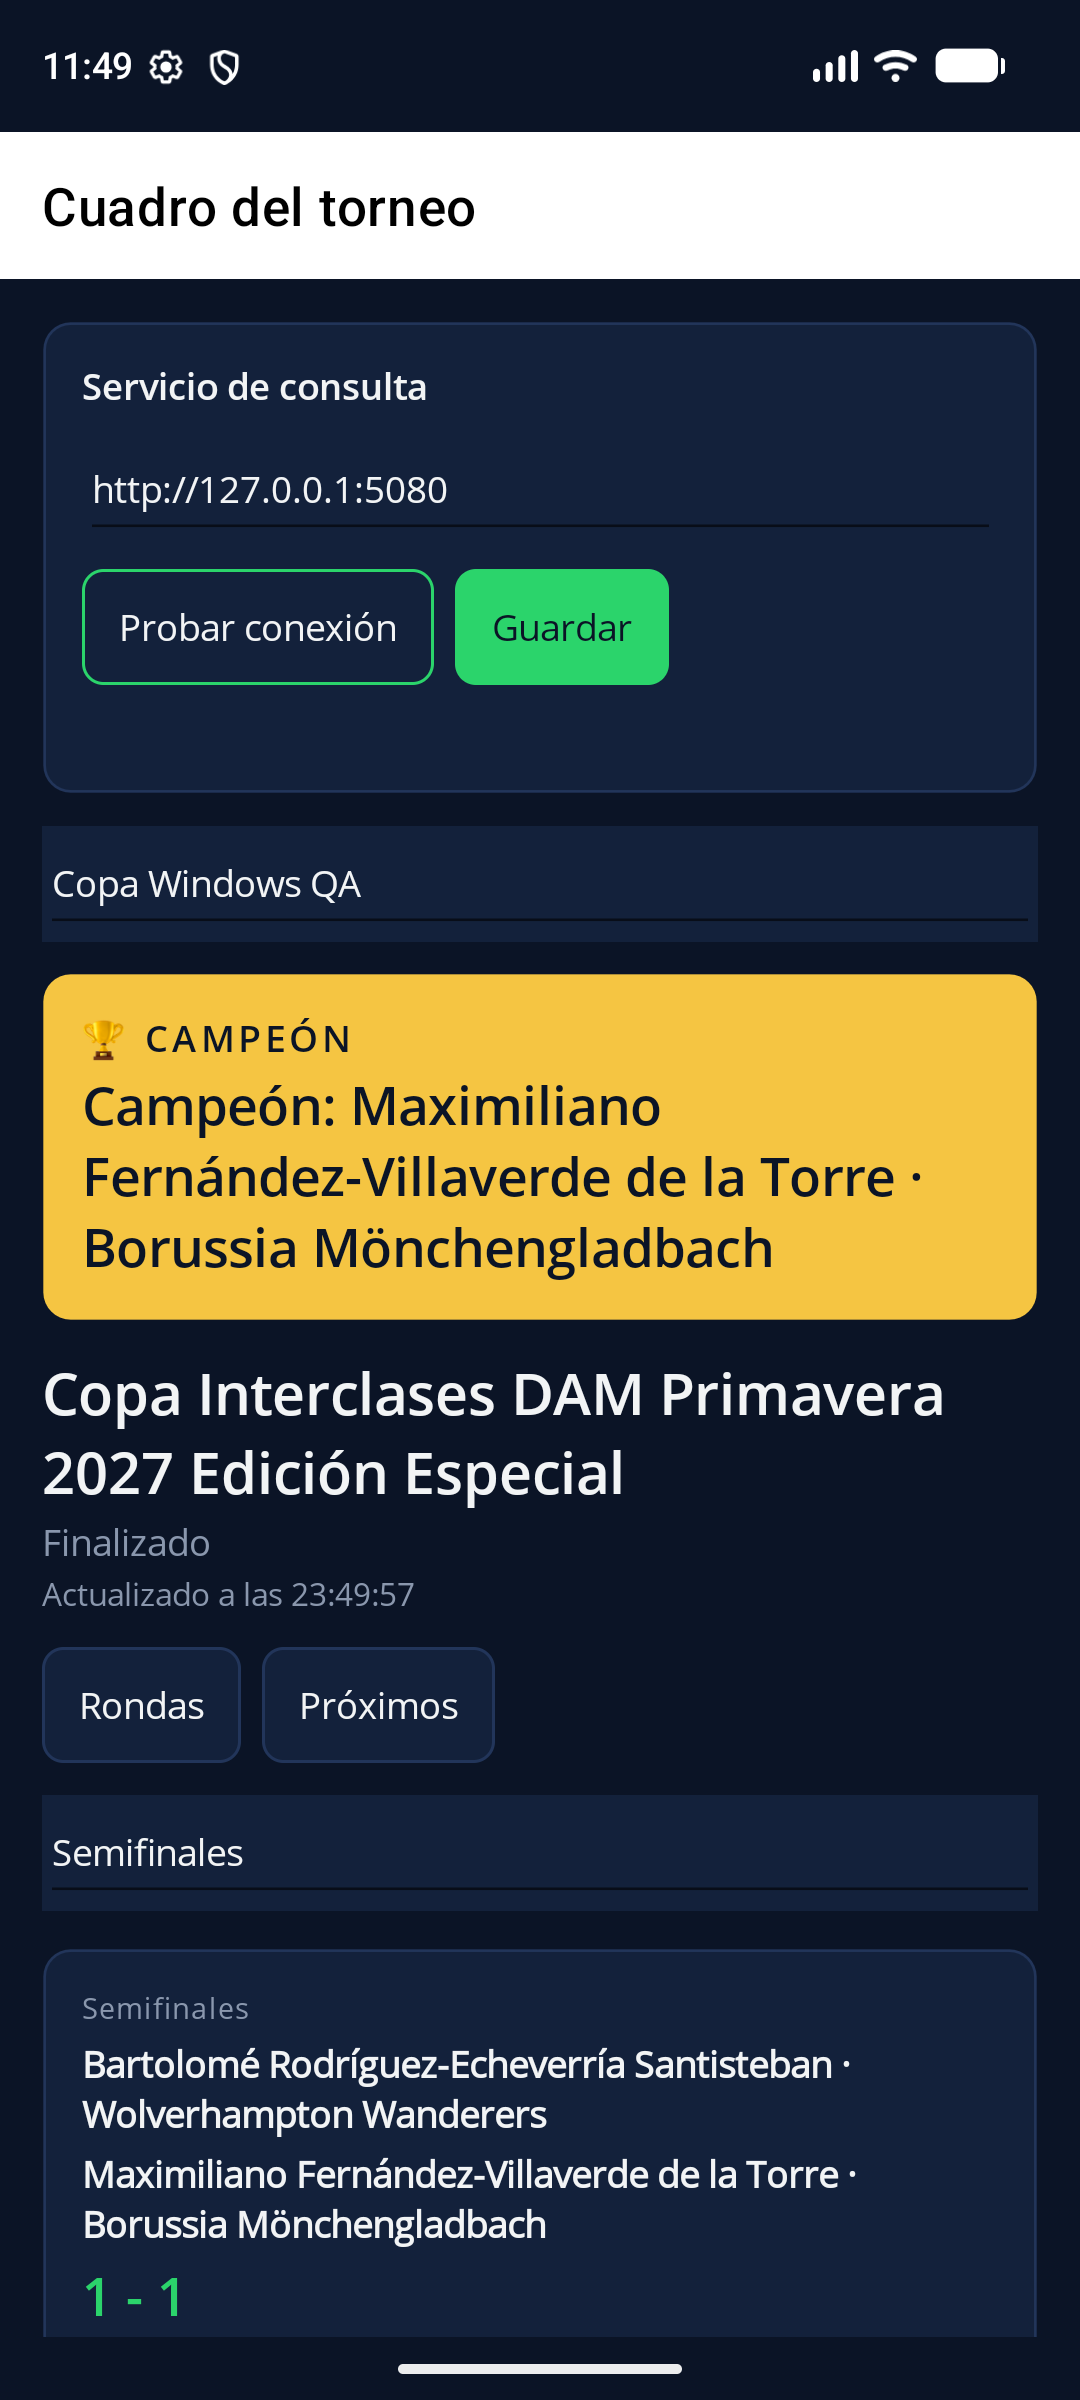 11:49
Cuadro del torneo
Servicio de consulta
http://127.0.0.1:5080
Probar conexión
Guardar
Copa Windows QA
🏆 CAMPEÓN
Campeón: Maximiliano
Fernández-Villaverde de la Torre ·
Borussia Mönchengladbach
Copa Interclases DAM Primavera
2027 Edición Especial
Finalizado
Actualizado a las 23:49:57
Rondas
Próximos
Semifinales
Semifinales
Bartolomé Rodríguez-Echeverría Santisteban ·
Wolverhampton Wanderers
Maximiliano Fernández-Villaverde de la Torre ·
Borussia Mönchengladbach
1 - 1